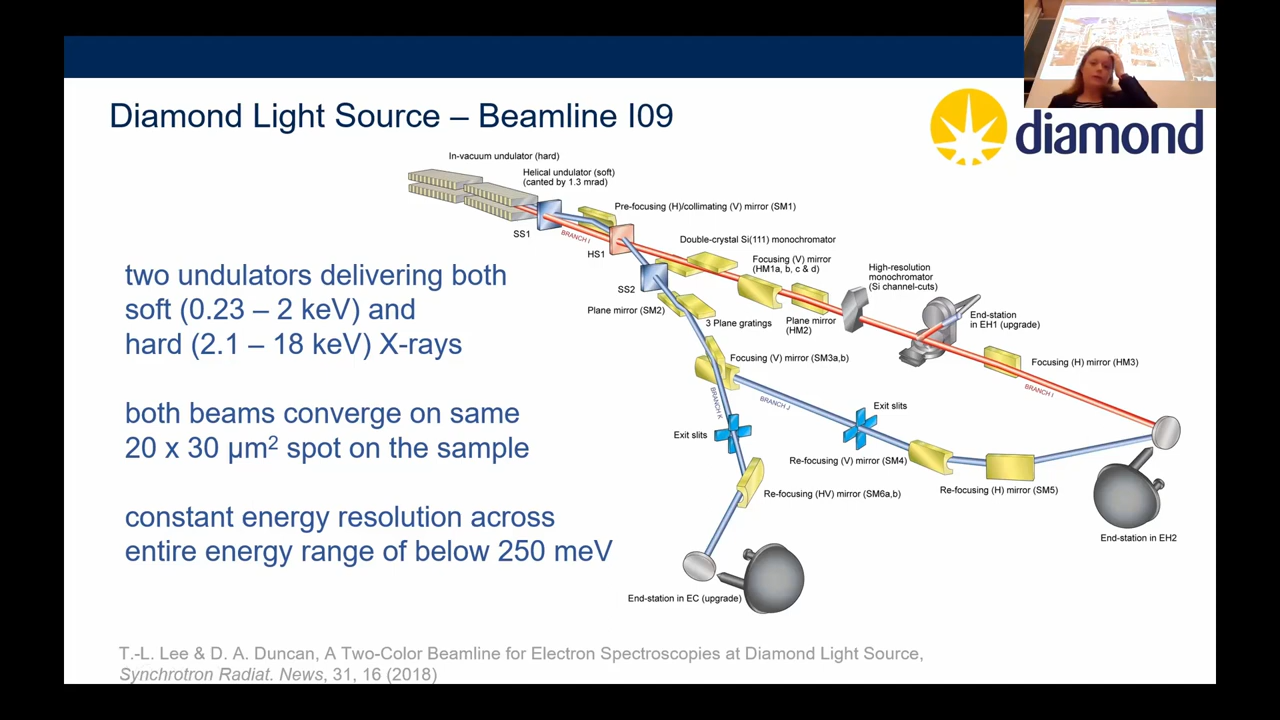 Diamond Light Source – Beamline I09
diamond
In-vacuum undulator (hard)
Helical undulator (soft)
(canted by 1.3 mrad)
Pre-focusing (H)/collimating (V) mirror (SM1)
SS1
BRANCH I
HS1
Double-crystal Si(111) monochromator
Focusing (V) mirror
(HM1a, b, c & d)
High-resolution
monochromator
(Si channel-cuts)
SS2
Plane mirror (SM2)
3 Plane gratings
Plane mirror
(HM2)
End-station
in EH1 (upgrade)
Focusing (V) mirror (SM3a,b)
Focusing (H) mirror (HM3)
BRANCH I
BRANCH K
BRANCH J
Exit slits
Exit slits
Re-focusing (V) mirror (SM4)
Re-focusing (HV) mirror (SM6a,b)
Re-focusing (H) mirror (SM5)
End-station in EH2
End-station in EC (upgrade)
two undulators delivering both
soft (0.23 – 2 keV) and
hard (2.1 – 18 keV) X-rays
both beams converge on same
20 x 30 µm² spot on the sample
constant energy resolution across
entire energy range of below 250 meV
T.-L. Lee & D. A. Duncan, A Two-Color Beamline for Electron Spectroscopies at Diamond Light Source,
Synchrotron Radiat. News, 31, 16 (2018)